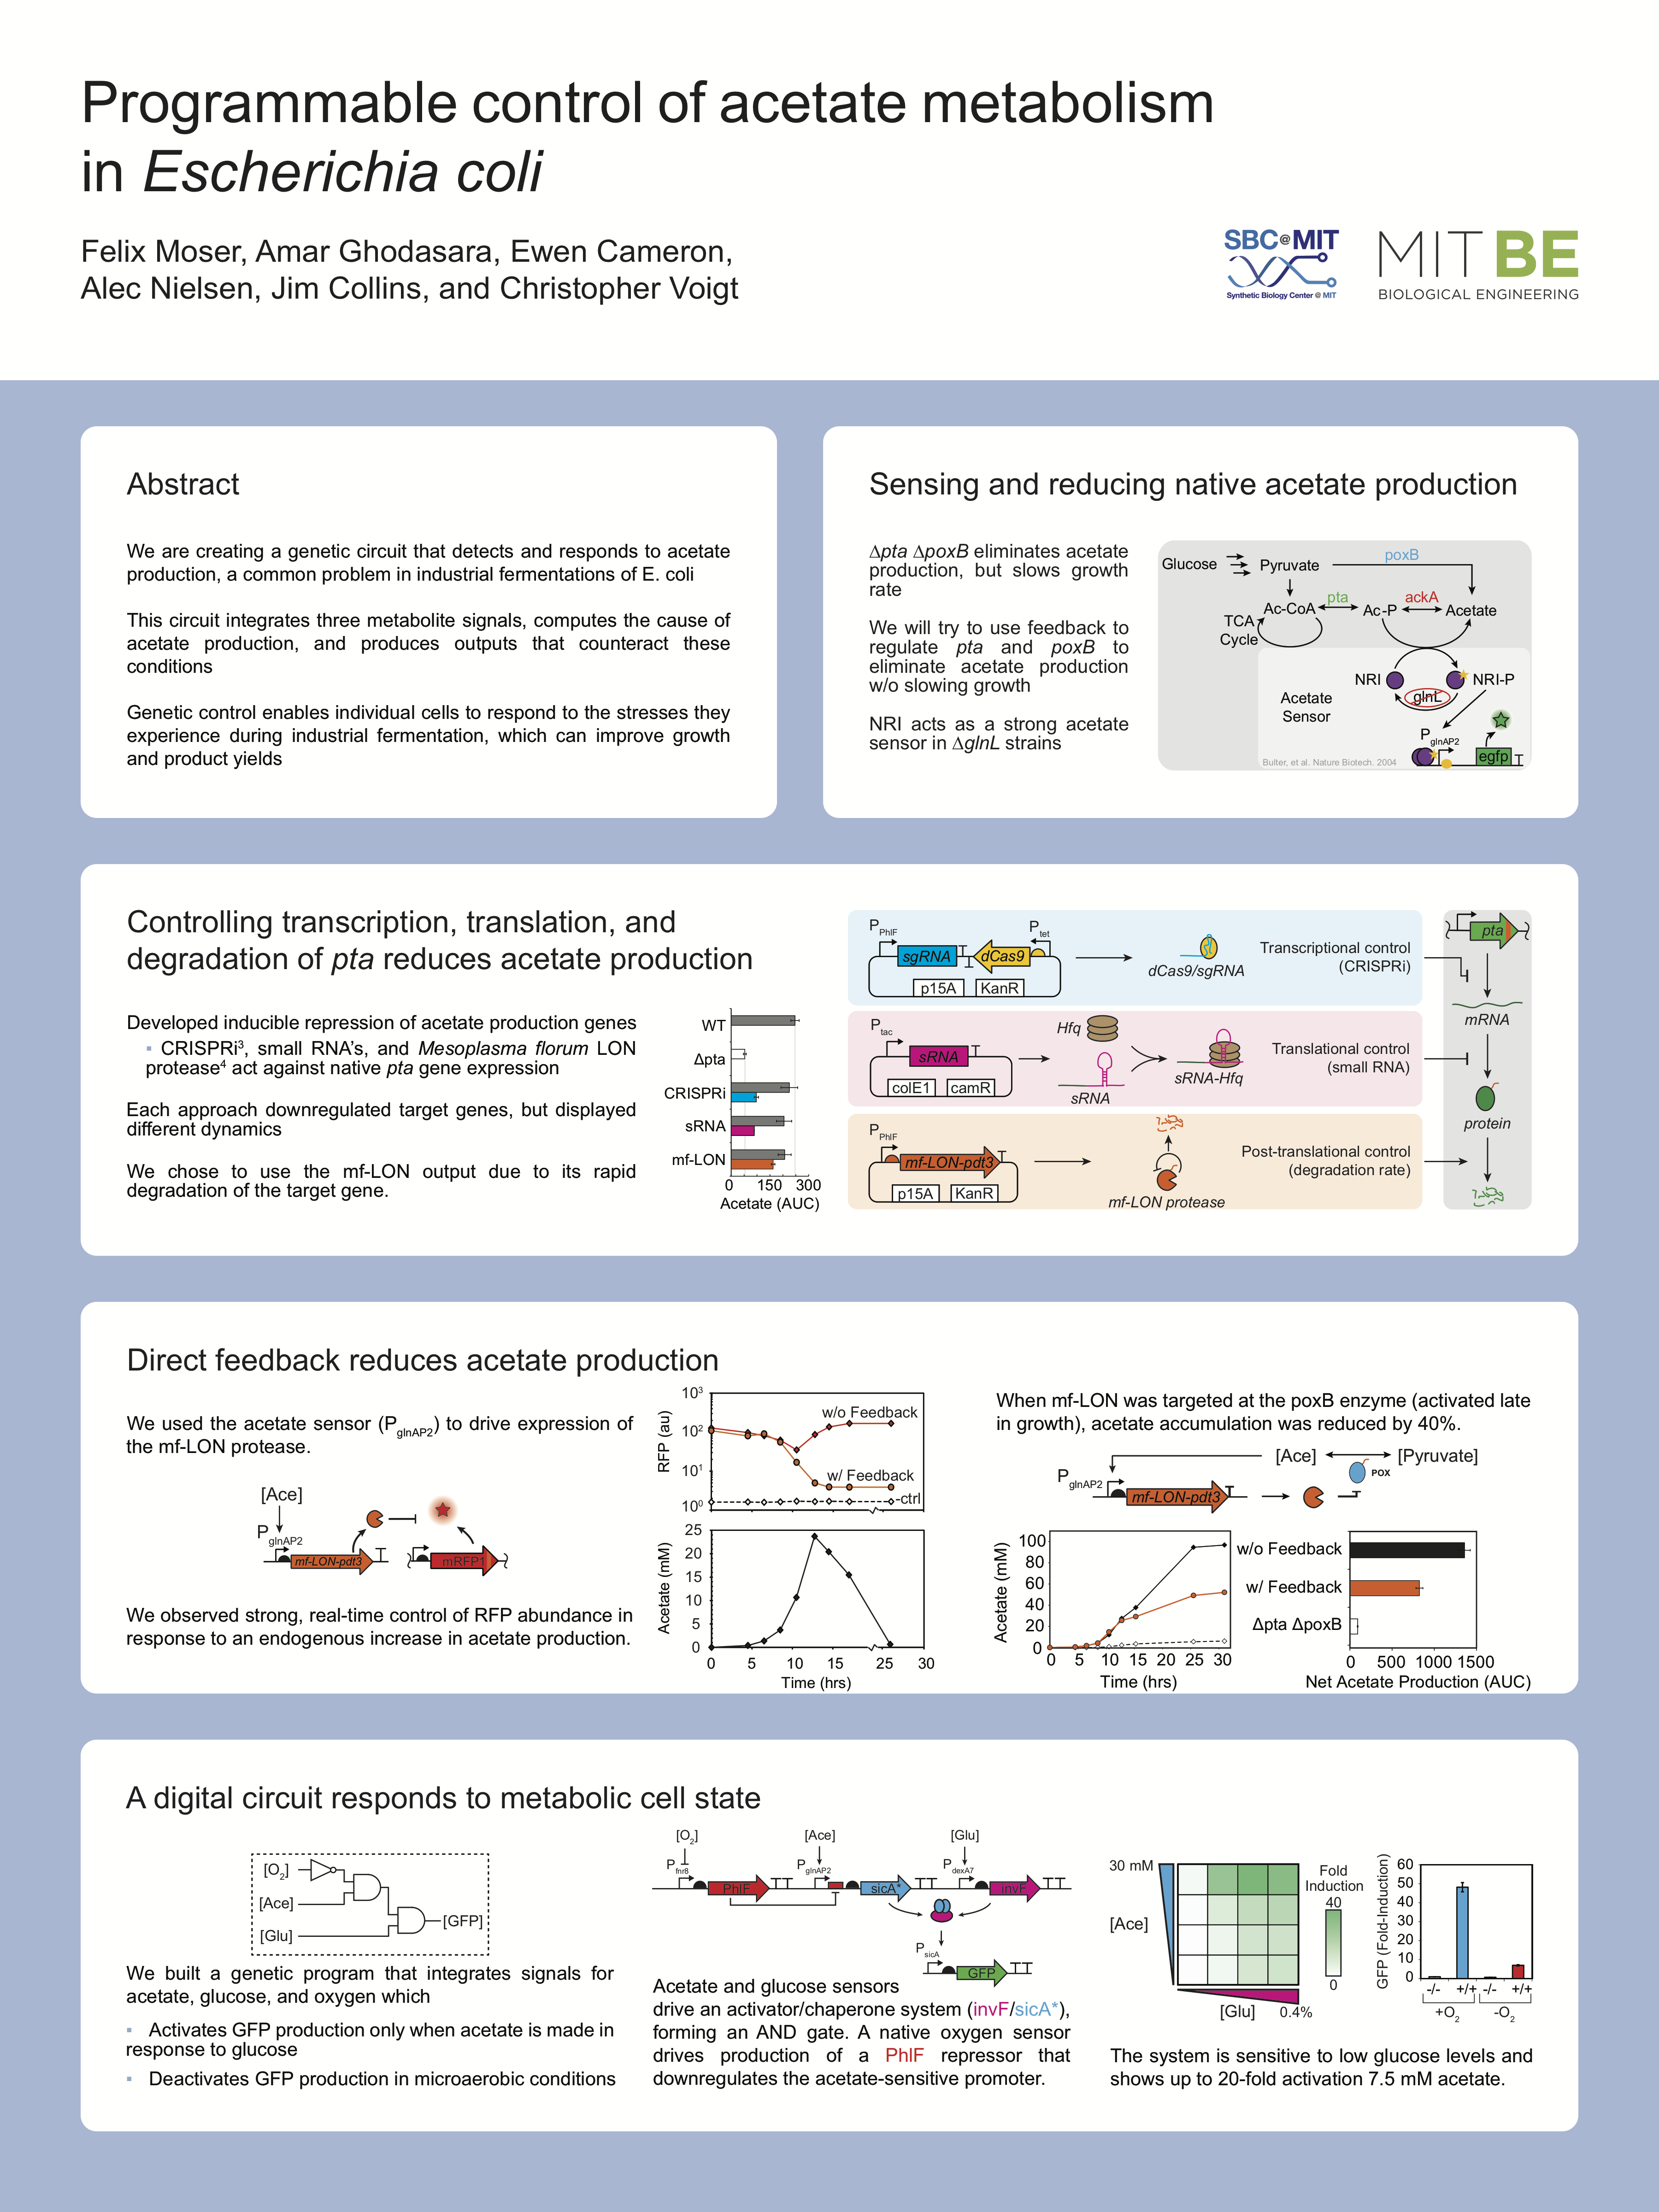 Programmable control of acetate metabolism
in Escherichia coli
Felix Moser, Amar Ghodasara, Ewen Cameron,
Alec Nielsen, Jim Collins, and Christopher Voigt
SBC@MIT
Synthetic Biology Center @ MIT
MIT BE
BIOLOGICAL ENGINEERING
Abstract
We are creating a genetic circuit that detects and responds to acetate
production, a common problem in industrial fermentations of E. coli
This circuit integrates three metabolite signals, computes the cause of
acetate production, and produces outputs that counteract these
conditions
Genetic control enables individual cells to respond to the stresses they
experience during industrial fermentation, which can improve growth
and product yields
Sensing and reducing native acetate production
Δpta ΔpoxB eliminates acetate
production, but slows growth
rate
We will try to use feedback to
regulate pta and poxB to
eliminate acetate production
w/o slowing growth
NRI acts as a strong acetate
sensor in ΔglnL strains
Glucose
Pyruvate
poxB
Ac-CoA
pta
Ac-P
ackA
Acetate
TCA
Cycle
NRI
glnL
NRI-P
Acetate
Sensor
PglnAP2
egfp
Bulter, et al. Nature Biotech. 2004
Controlling transcription, translation, and
degradation of pta reduces acetate production
Developed inducible repression of acetate production genes
▪ CRISPRi³, small RNA's, and Mesoplasma florum LON
protease⁴ act against native pta gene expression
Each approach downregulated target genes, but displayed
different dynamics
We chose to use the mf-LON output due to its rapid
degradation of the target gene.
WT
Δpta
CRISPRi
sRNA
mf-LON
0 150 300
Acetate (AUC)
PPhlF
Ptet
sgRNA
dCas9
p15A
KanR
dCas9/sgRNA
Transcriptional control
(CRISPRi)
Ptac
sRNA
colE1
camR
Hfq
sRNA
sRNA-Hfq
Translational control
(small RNA)
PPhlF
mf-LON-pdt3
p15A
KanR
mf-LON protease
Post-translational control
(degradation rate)
pta
mRNA
protein
Direct feedback reduces acetate production
We used the acetate sensor (PglnAP2) to drive expression of
the mf-LON protease.
[Ace]
PglnAP2
mf-LON-pdt3
mRFP1
We observed strong, real-time control of RFP abundance in
response to an endogenous increase in acetate production.
RFP (au)
10³
10²
10¹
10⁰
w/o Feedback
w/ Feedback
-ctrl
Acetate (mM)
25
20
15
10
5
0
0 5 10 15 25 30
Time (hrs)
When mf-LON was targeted at the poxB enzyme (activated late
in growth), acetate accumulation was reduced by 40%.
[Ace]
[Pyruvate]
POX
PglnAP2
mf-LON-pdt3
Acetate (mM)
100
80
60
40
20
0
0 5 10 15 20 25 30
Time (hrs)
w/o Feedback
w/ Feedback
Δpta ΔpoxB
0 500 1000 1500
Net Acetate Production (AUC)
A digital circuit responds to metabolic cell state
[O₂]
[Ace]
[Glu]
[GFP]
We built a genetic program that integrates signals for
acetate, glucose, and oxygen which
▪ Activates GFP production only when acetate is made in
response to glucose
▪ Deactivates GFP production in microaerobic conditions
[O₂]
[Ace]
[Glu]
Pfnr8
PglnAP2
PdexA7
PhlF
sicA*
invF
PsicA
GFP
Acetate and glucose sensors
drive an activator/chaperone system (invF/sicA*),
forming an AND gate. A native oxygen sensor
drives production of a PhlF repressor that
downregulates the acetate-sensitive promoter.
30 mM
[Ace]
[Glu]
0.4%
Fold
Induction
40
0
GFP (Fold-Induction)
60
50
40
30
20
10
0
-/- +/+ -/- +/+
+O₂ -O₂
The system is sensitive to low glucose levels and
shows up to 20-fold activation 7.5 mM acetate.